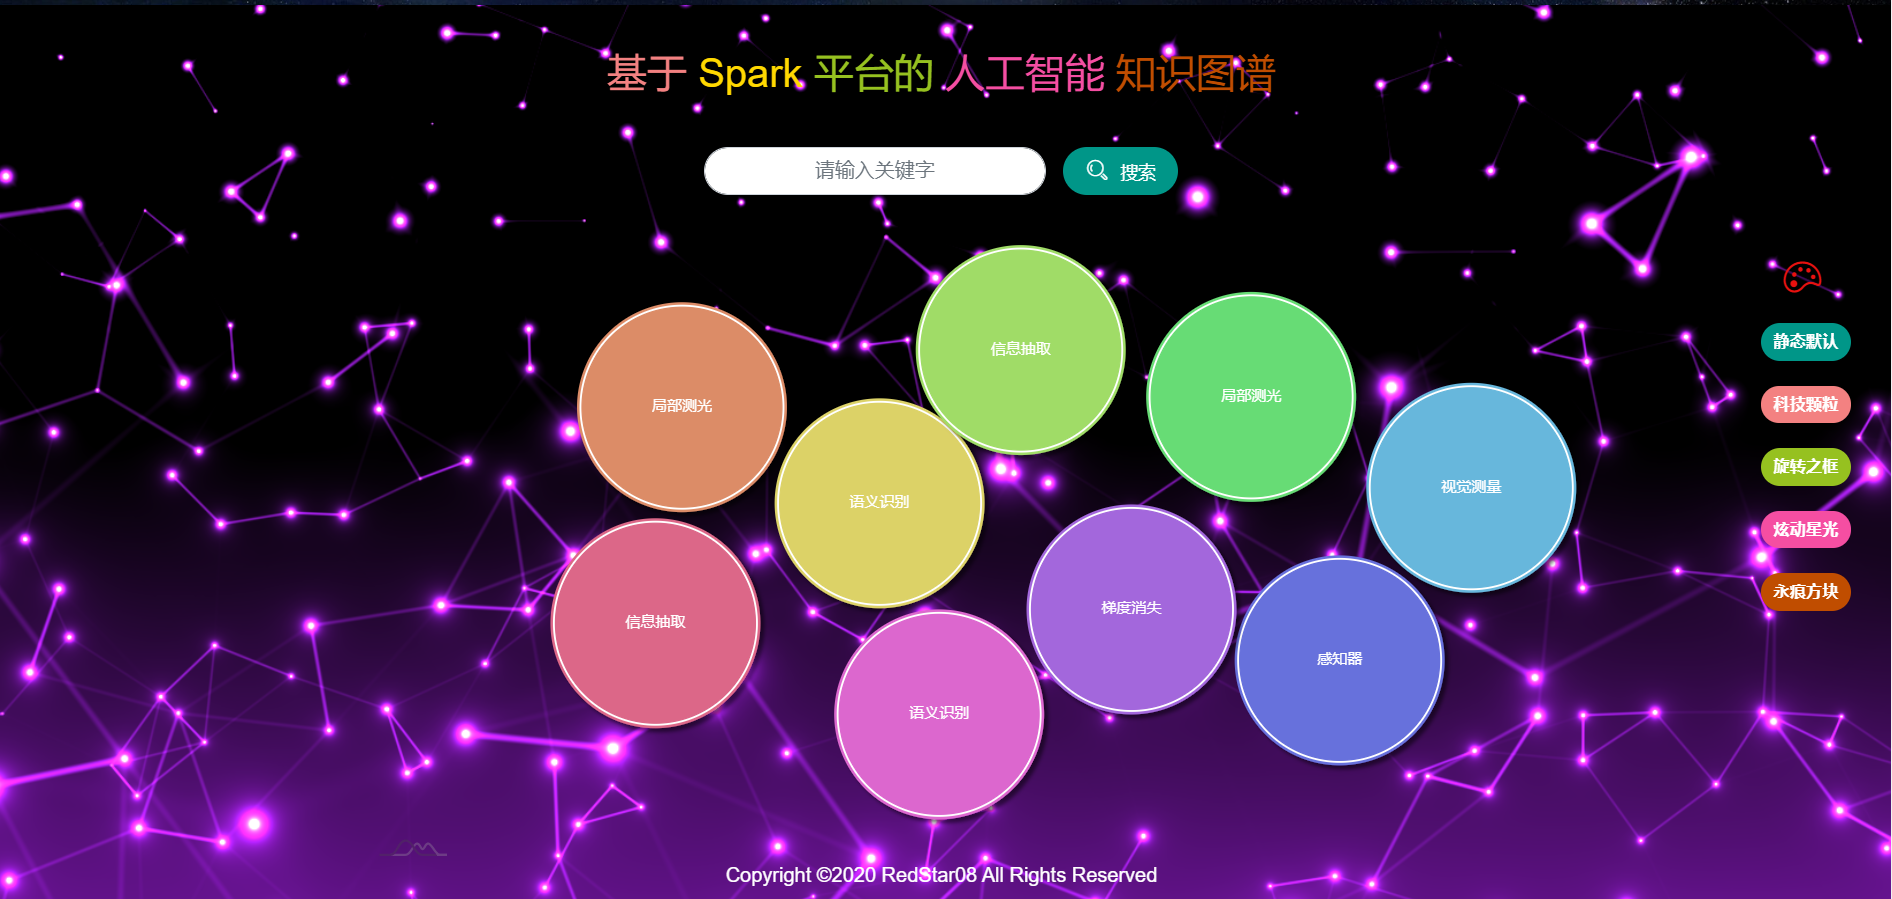 基于 Spark 平台的 人工智能 知识图谱
请输入关键字
搜索
信息抽取
局部测光
局部测光
视觉测量
语义识别
梯度消失
信息抽取
感知器
语义识别
静态默认
科技颗粒
旋转之框
炫动星光
永痕方块
Copyright ©2020 RedStar08 All Rights Reserved